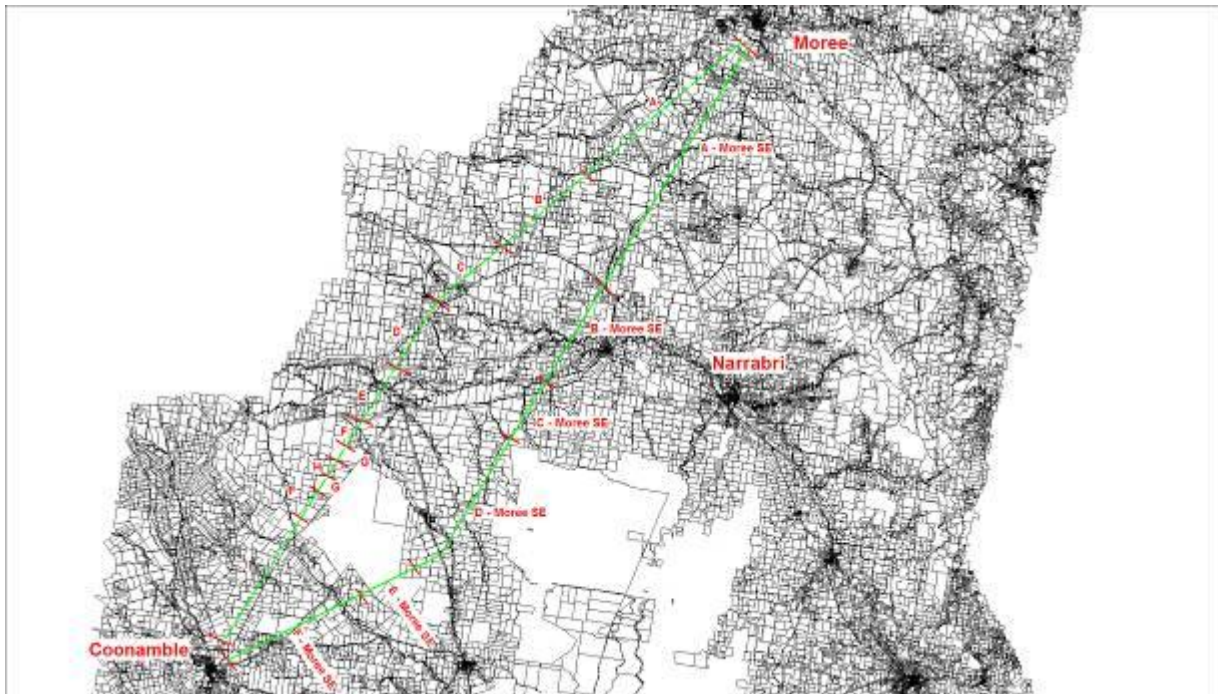 Moree
A
A - Moree SE
B
C
B - Moree SE
D
Narrabri
E
C - Moree SE
F
H
G
F
G
D - Moree SE
E - Moree SE
F - Moree SE
Coonamble